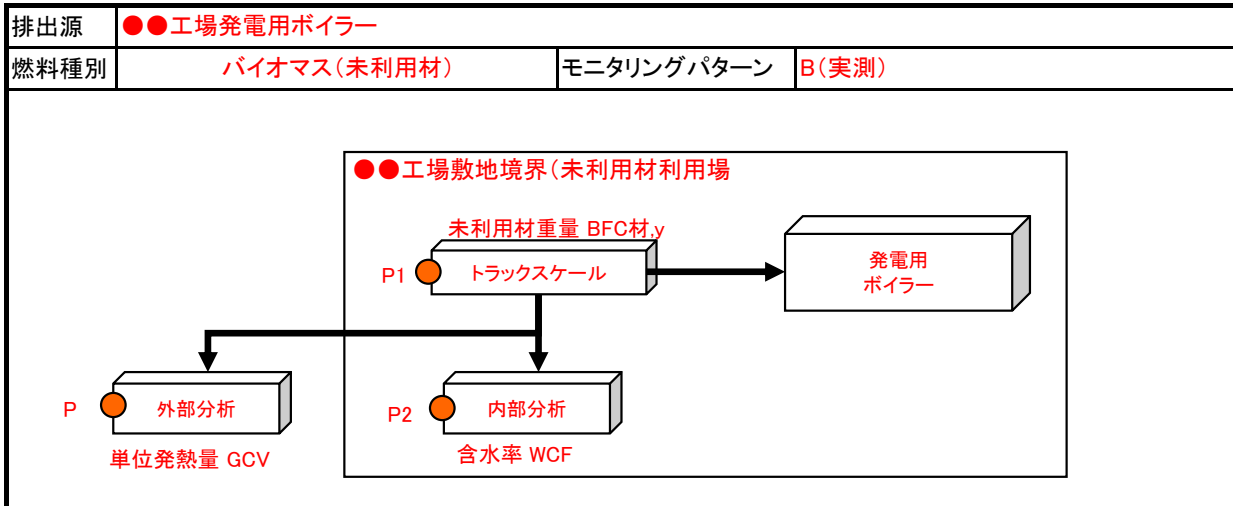 排出源 ●●工場発電用ボイラー
燃料種別 バイオマス(未利用材) モニタリングパターン B(実測)
●●工場敷地境界(未利用材利用場
未利用材重量 BFC材,y
P1 トラックスケール
発電用
ボイラー
P 外部分析
P2 内部分析
単位発熱量 GCV
含水率 WCF